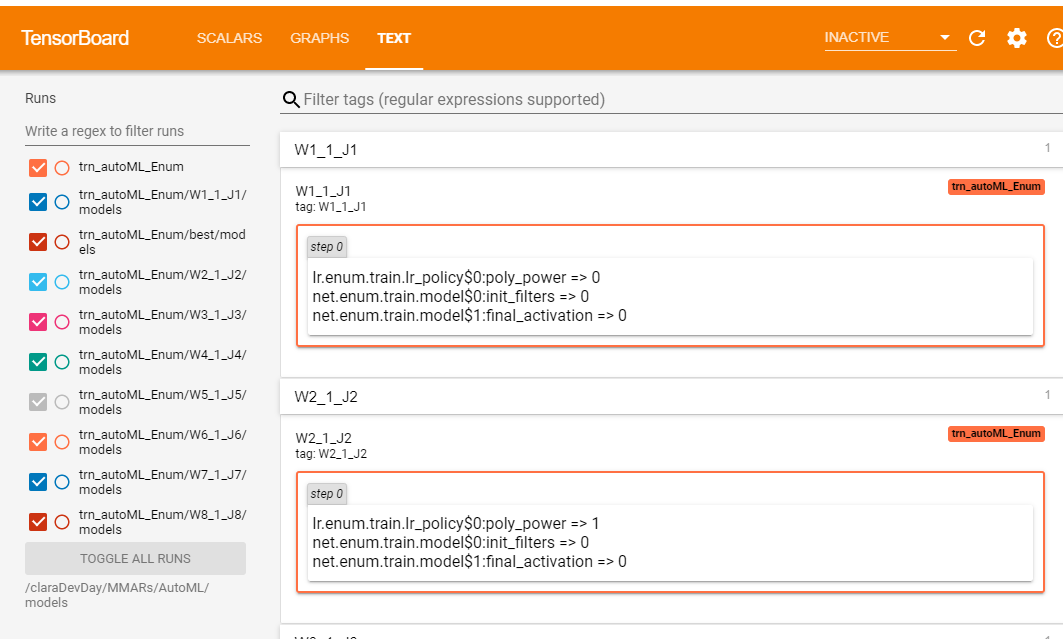 TensorBoard
SCALARS
GRAPHS
TEXT
INACTIVE
Runs
Write a regex to filter runs
trn_autoML_Enum
trn_autoML_Enum/W1_1_J1/
models
trn_autoML_Enum/best/mod
els
trn_autoML_Enum/W2_1_J2/
models
trn_autoML_Enum/W3_1_J3/
models
trn_autoML_Enum/W4_1_J4/
models
trn_autoML_Enum/W5_1_J5/
models
trn_autoML_Enum/W6_1_J6/
models
trn_autoML_Enum/W7_1_J7/
models
trn_autoML_Enum/W8_1_J8/
models
TOGGLE ALL RUNS
/claraDevDay/MMARs/AutoML/
models
Filter tags (regular expressions supported)
W1_1_J1
1
W1_1_J1
trn_autoML_Enum
tag: W1_1_J1
step 0
lr.enum.train.lr_policy$0:poly_power => 0
net.enum.train.model$0:init_filters => 0
net.enum.train.model$1:final_activation => 0
W2_1_J2
1
W2_1_J2
trn_autoML_Enum
tag: W2_1_J2
step 0
lr.enum.train.lr_policy$0:poly_power => 1
net.enum.train.model$0:init_filters => 0
net.enum.train.model$1:final_activation => 0